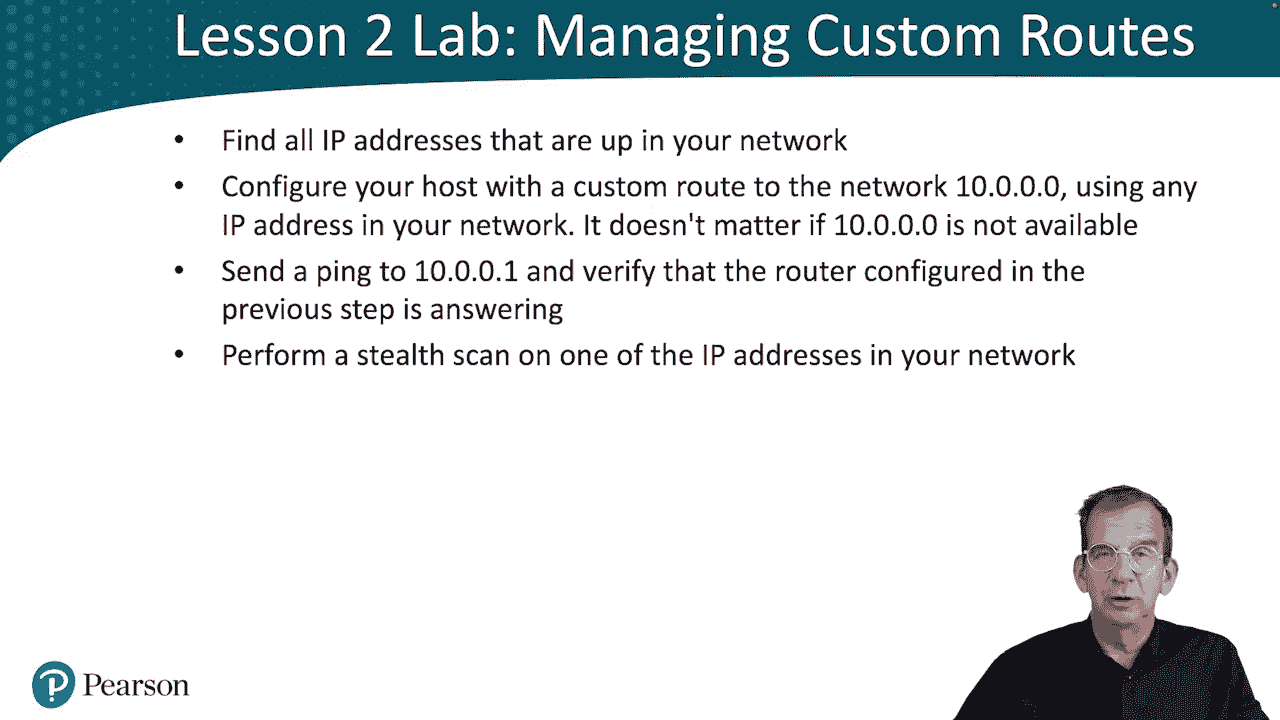 Lesson 2 Lab: Managing Custom Routes
• Find all IP addresses that are up in your network
• Configure your host with a custom route to the network 10.0.0.0, using any
IP address in your network. It doesn't matter if 10.0.0.0 is not available
• Send a ping to 10.0.0.1 and verify that the router configured in the
previous step is answering
• Perform a stealth scan on one of the IP addresses in your network
Pearson